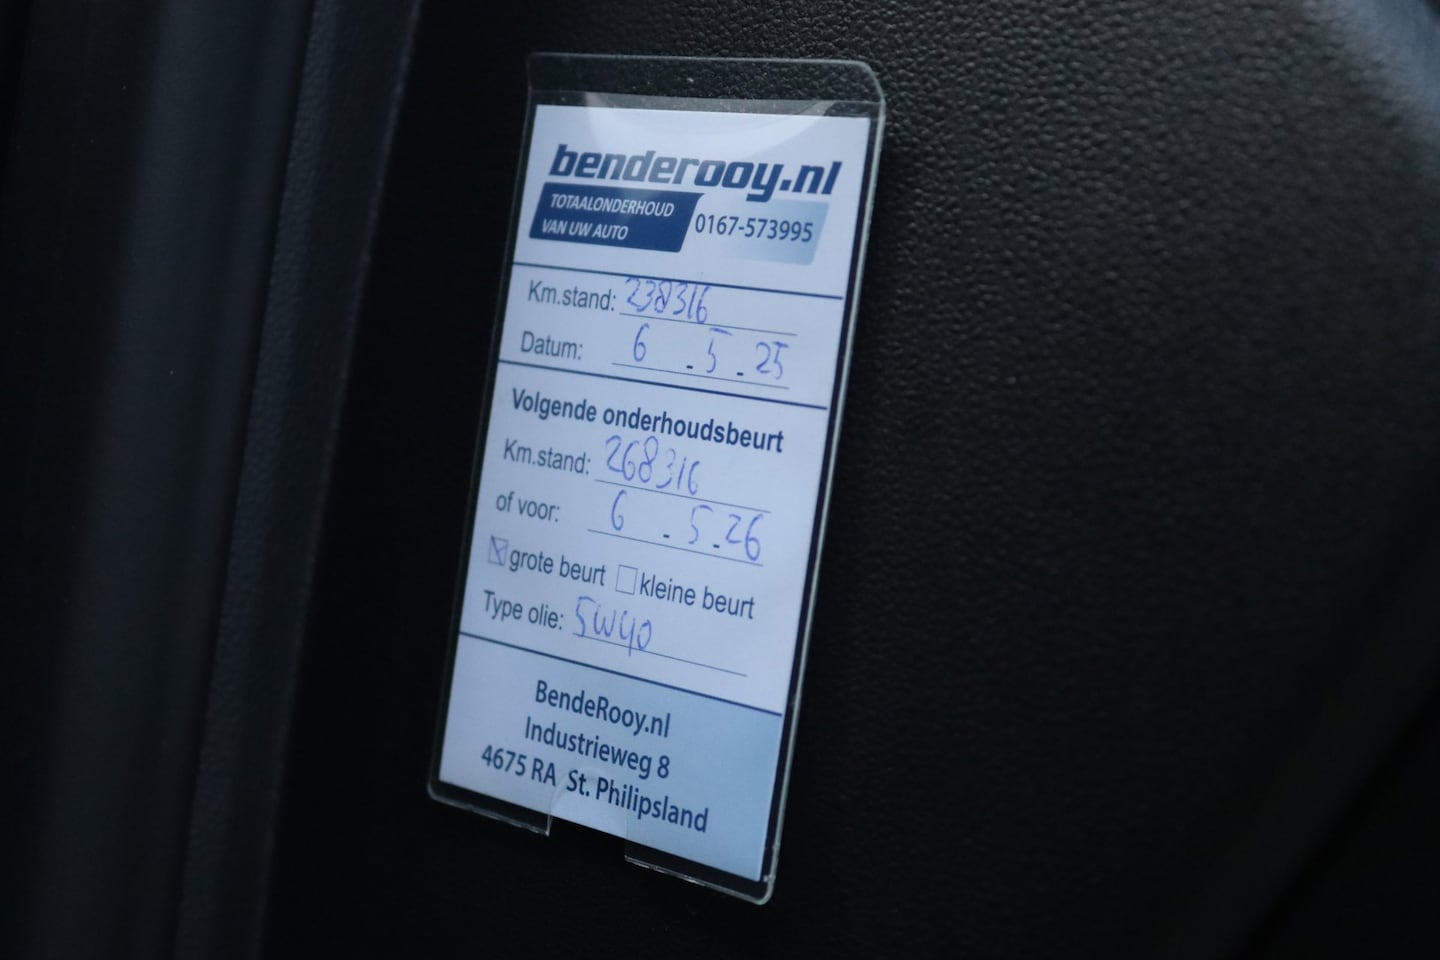 benderooy.nl
TOTAALONDERHOUD
VAN UW AUTO
0167-573995
Km.stand: 238316
Datum: 6 . 5 . 25
Volgende onderhoudsbeurt
Km.stand: 268316
of voor: 6 . 5 . 26
grote beurt kleine beurt
Type olie: 5W40
BendeRooy.nl
Industrieweg 8
4675 RA St. Philipsland